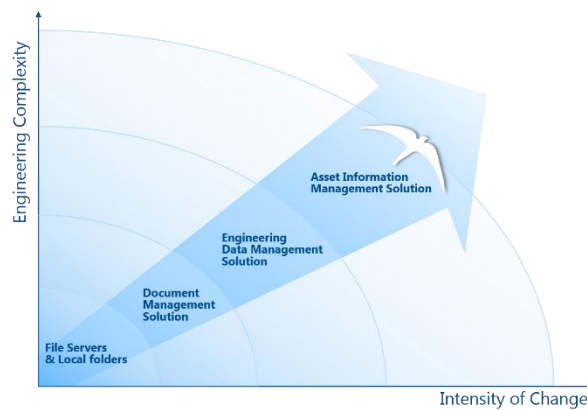 Engineering Complexity
Asset Information
Management Solution
Engineering
Data Management
Solution
Document
Management
Solution
File Servers
& Local folders
Intensity of Change